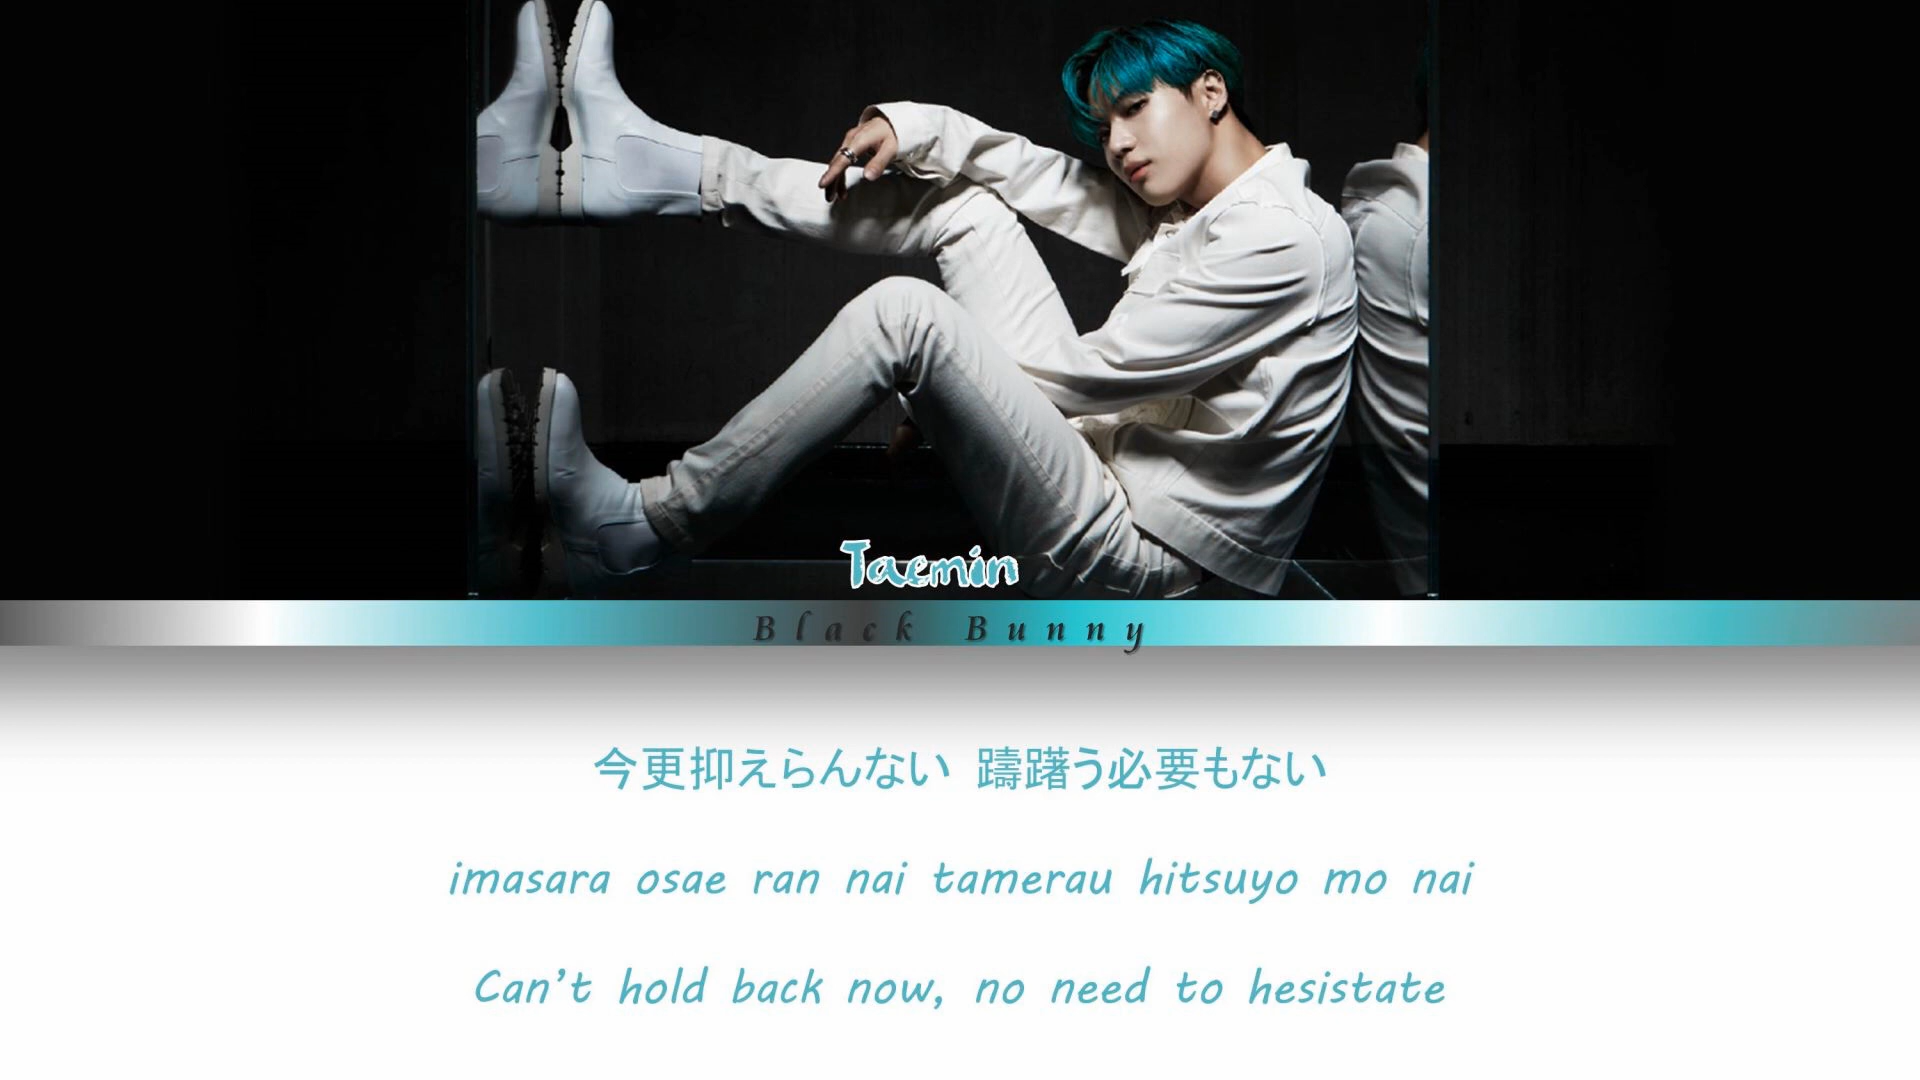 Taemin
Black Bunny
今更抑えらんない 躊躇う必要もない
imasara osae ran nai tamerau hitsuyo mo nai
Can't hold back now, no need to hesistate